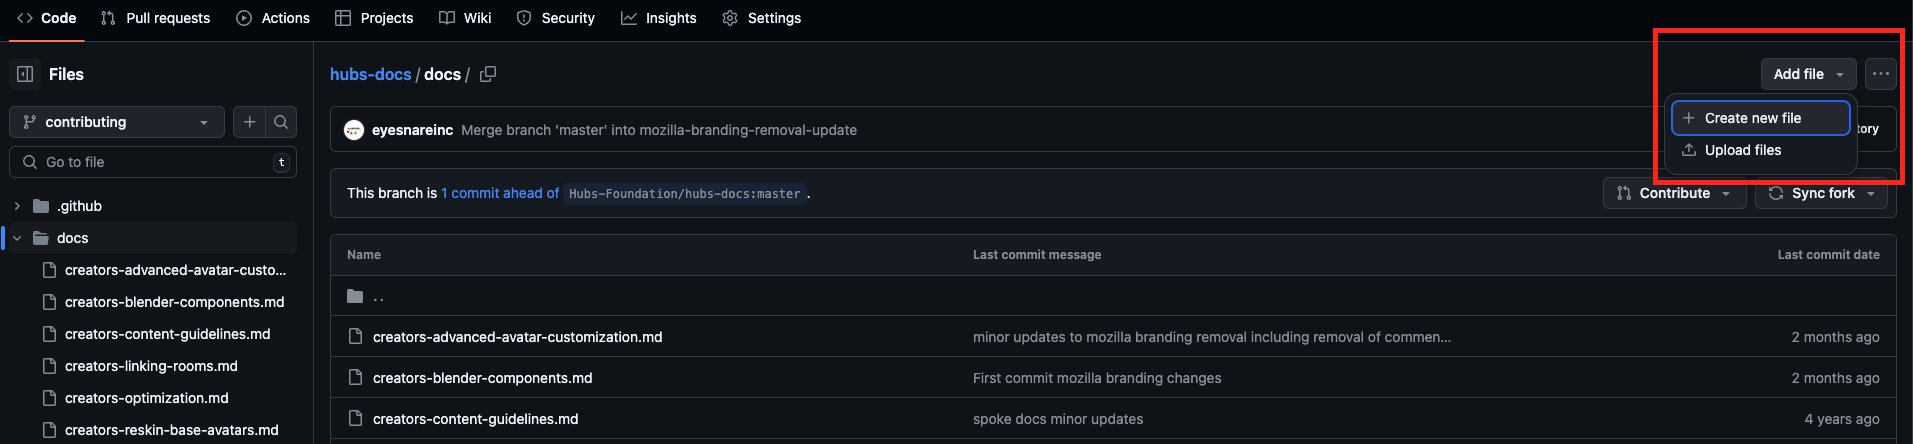 Code Pull requests Actions Projects Wiki Security Insights Settings
Files
hubs-docs / docs /
Add file
contributing
eyesnareinc Merge branch 'master' into mozilla-branding-removal-update
Create new file
Upload files
Go to file t
This branch is 1 commit ahead of Hubs-Foundation/hubs-docs:master .
Contribute Sync fork
.github
docs
creators-advanced-avatar-custo...
creators-blender-components.md
creators-content-guidelines.md
creators-linking-rooms.md
creators-optimization.md
creators-reskin-base-avatars.md
Name Last commit message Last commit date
..
creators-advanced-avatar-customization.md minor updates to mozilla branding removal including removal of commen... 2 months ago
creators-blender-components.md First commit mozilla branding changes 2 months ago
creators-content-guidelines.md spoke docs minor updates 4 years ago